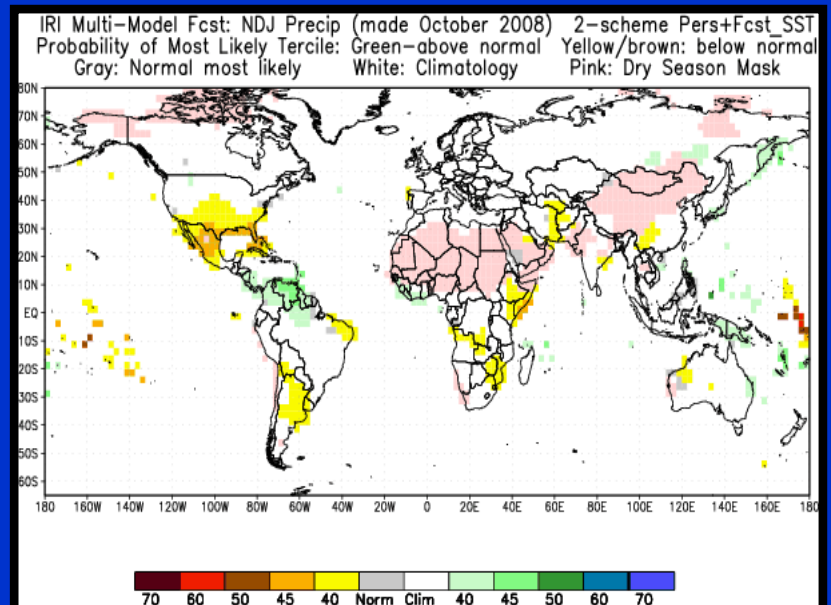 IRI Multi-Model Fcst: NDJ Precip (made October 2008) 2-scheme Pers+Fcst_SST
Probability of Most Likely Tercile: Green-above normal Yellow/brown: below normal
Gray: Normal most likely White: Climatology Pink: Dry Season Mask
80N
70N
60N
50N
40N
30N
20N
10N
EQ
10S
20S
30S
40S
50S
60S
180 160W 140W 120W 100W 80W 60W 40W 20W 0 20E 40E 60E 80E 100E 120E 140E 160E 180
70 60 50 45 40 Norm Clim 40 45 50 60 70